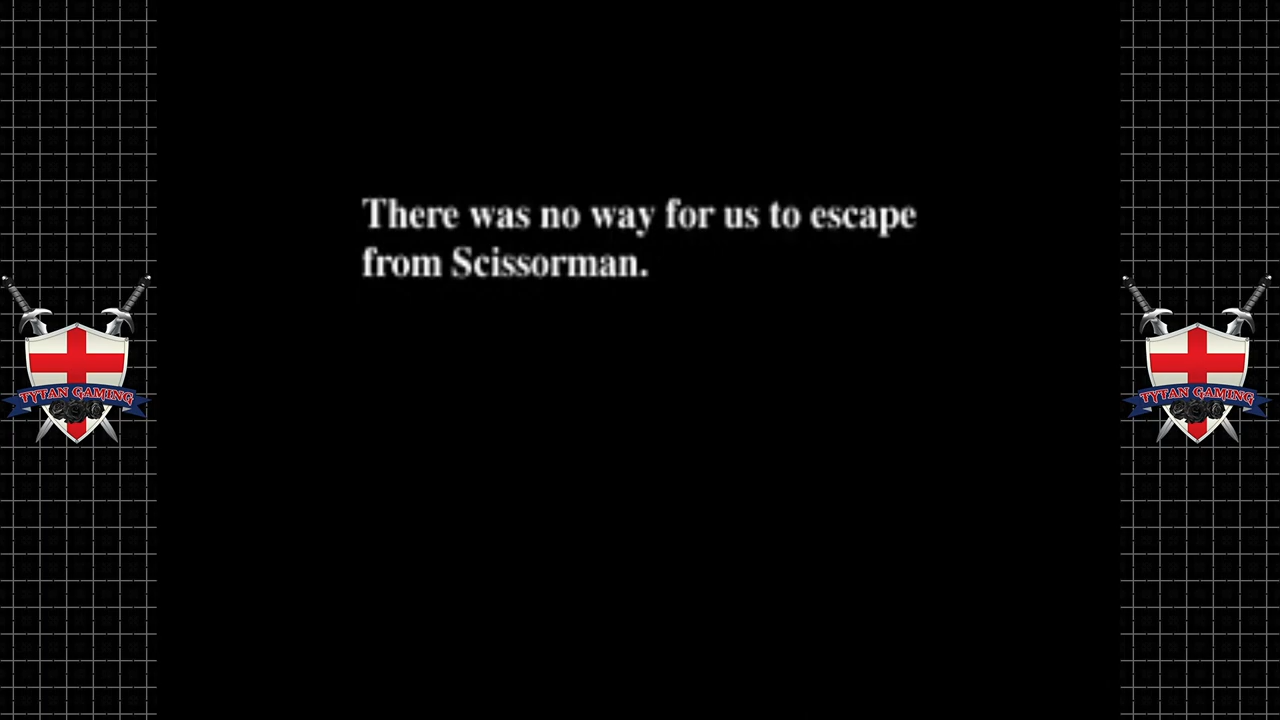 There was no way for us to escape
from Scissorman.
TYTAN GAMING
TYTAN GAMING